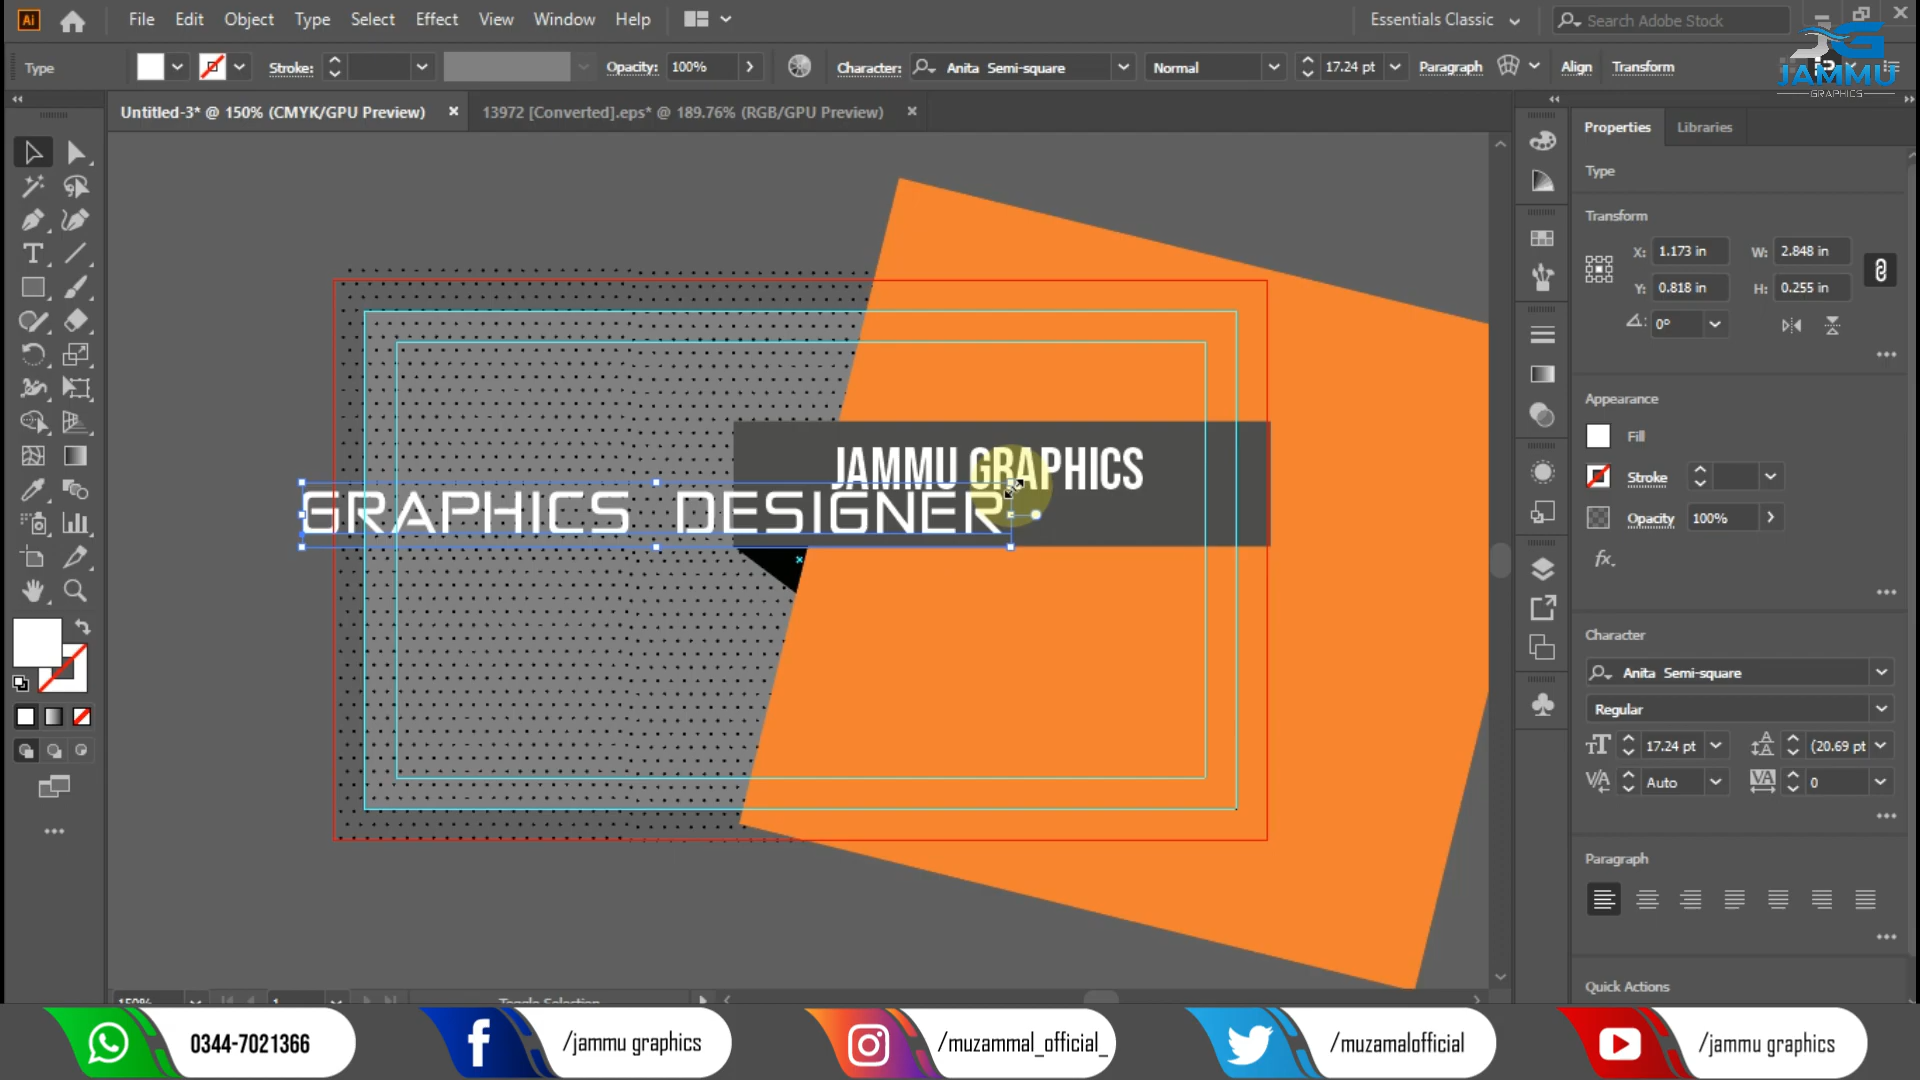 Ai File Edit Object Type Select Effect View Window Help Essentials Classic Search Adobe Stock
Type Stroke: Opacity: 100% Character: Anita Semi-square Normal 17.24 pt Paragraph Align Transform
JG
JAMMU
GRAPHICS
Untitled-3* @ 150% (CMYK/GPU Preview) 13972 [Converted].eps* @ 189.76% (RGB/GPU Preview)
Properties Libraries
Type
Transform
X: 1.173 in W: 2.848 in
Y: 0.818 in H: 0.255 in
0°
Appearance
Fill
Stroke
Opacity 100%
fx.
Character
Anita Semi-square
Regular
17.24 pt (20.69 pt
Auto 0
Paragraph
Quick Actions
JAMMU GRAPHICS
GRAPHICS DESIGNER
150% 1 Toggle Selection
0344-7021366 /jammu graphics /muzammal_official_ /muzamalofficial /jammu graphics